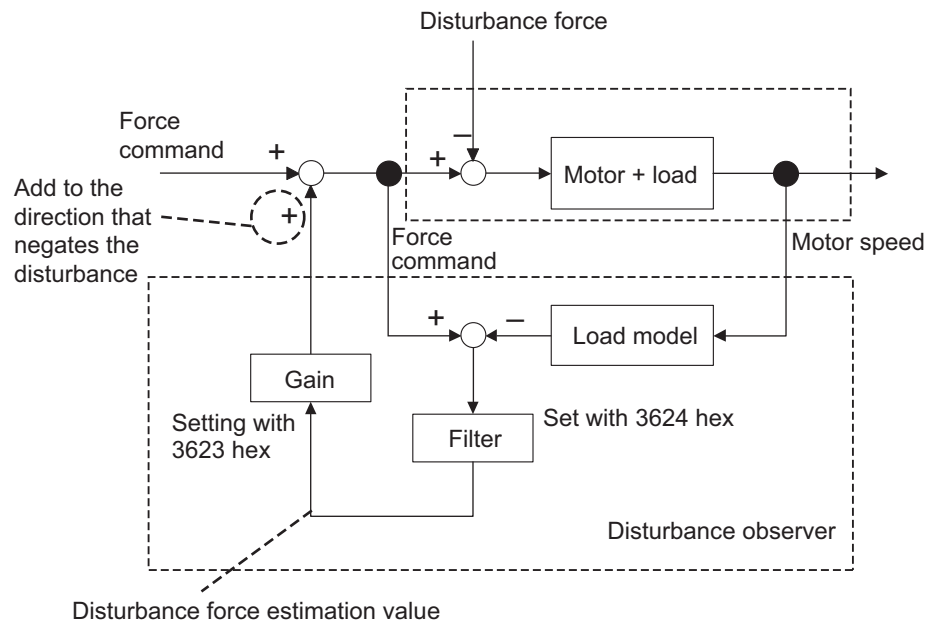 Disturbance force
Force
command
+
−
+
Motor + load
Add to the
direction that
negates the
disturbance
+
Force
command
Motor speed
+
−
Load model
Gain
Setting with
3623 hex
Filter
Set with 3624 hex
Disturbance observer
Disturbance force estimation value